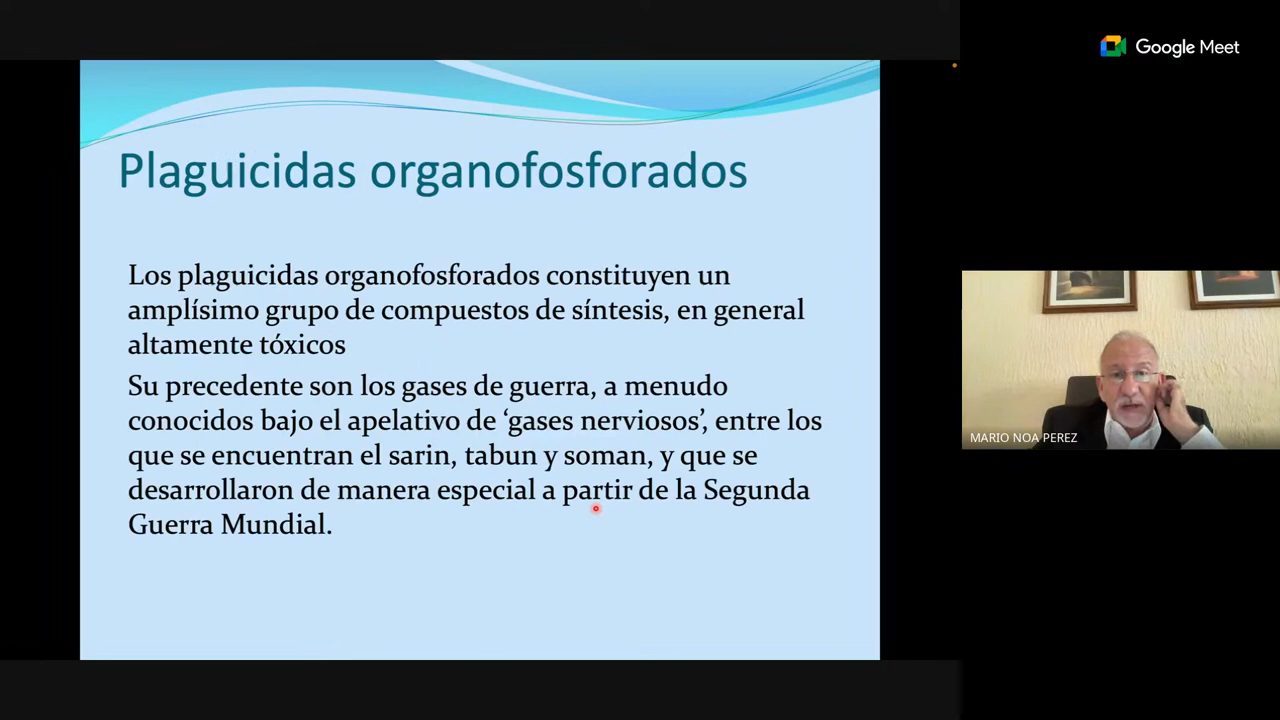 Google Meet
Plaguicidas organofosforados
Los plaguicidas organofosforados constituyen un
amplísimo grupo de compuestos de síntesis, en general
altamente tóxicos
Su precedente son los gases de guerra, a menudo
conocidos bajo el apelativo de ‘gases nerviosos’, entre los
que se encuentran el sarin, tabun y soman, y que se
desarrollaron de manera especial a partir de la Segunda
Guerra Mundial.
MARIO NOA PEREZ